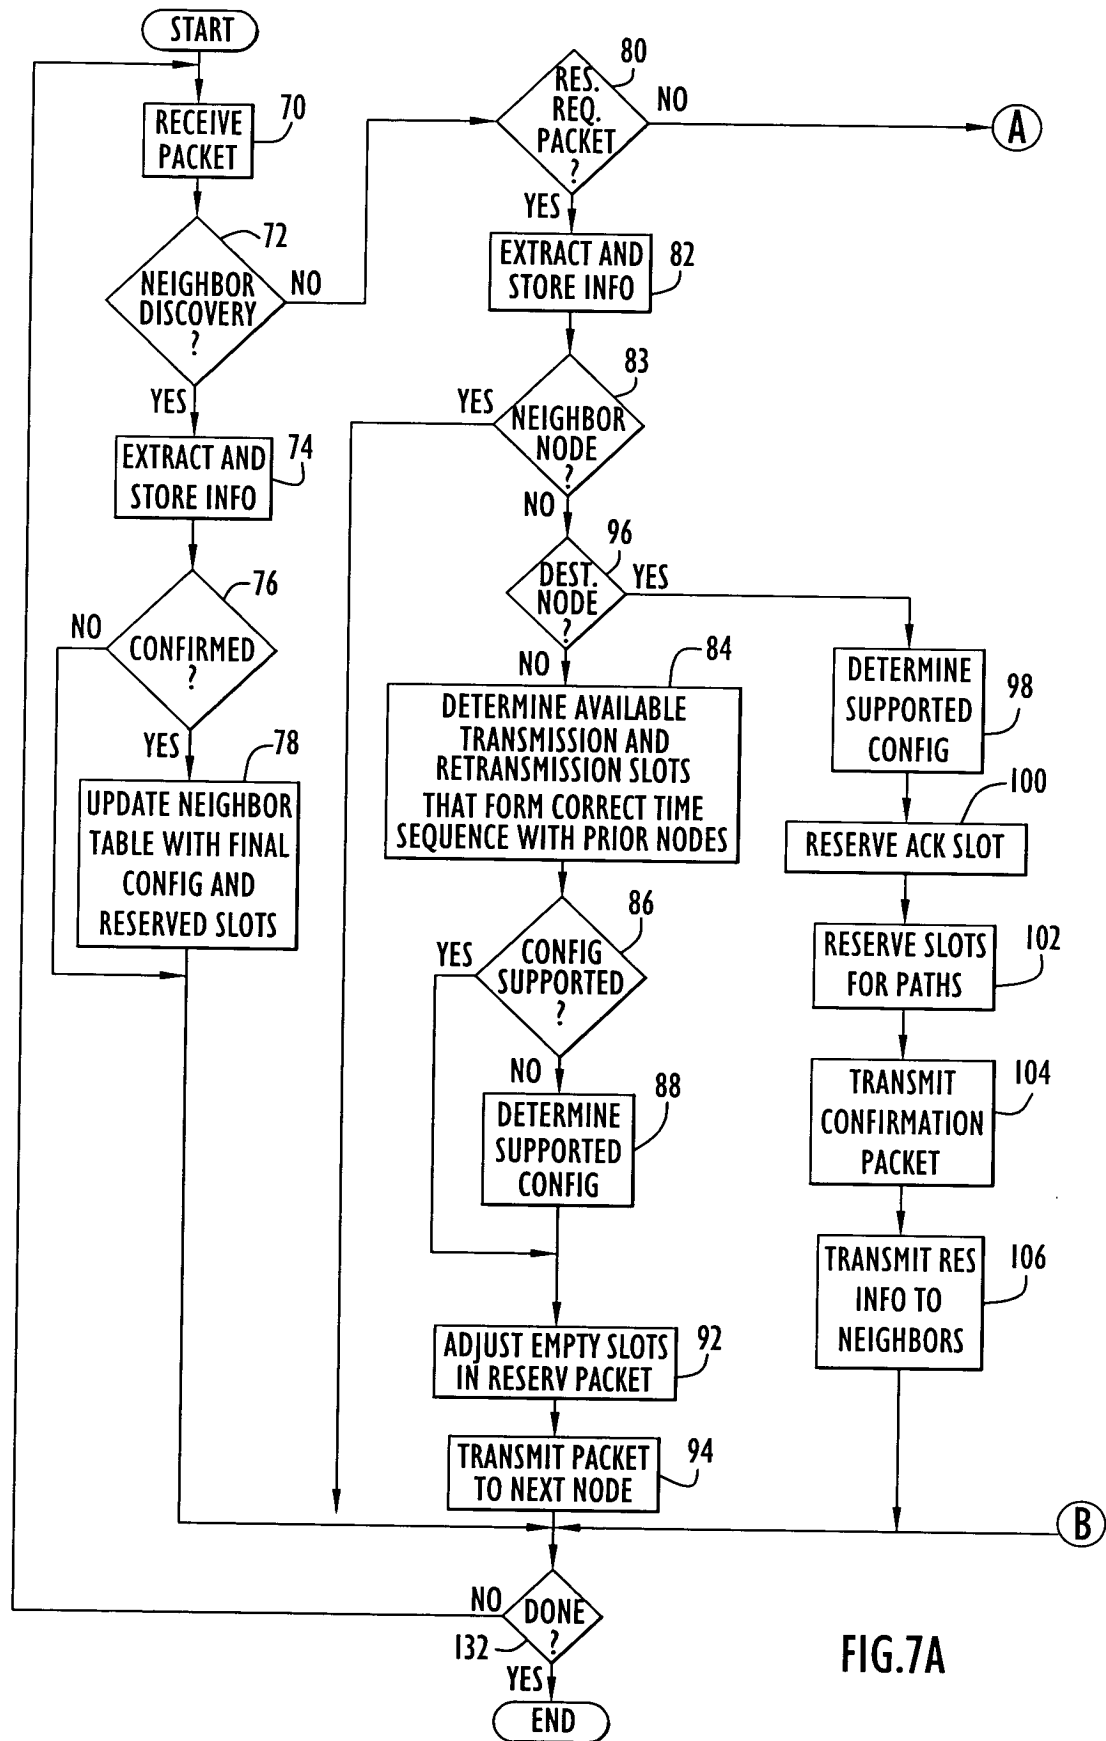 START
RECEIVE
PACKET
70
NEIGHBOR
DISCOVERY
?
72
NO
YES
EXTRACT AND
STORE INFO
74
CONFIRMED
?
76
NO
YES
UPDATE NEIGHBOR
TABLE WITH FINAL
CONFIG AND
RESERVED SLOTS
78
RES.
REQ.
PACKET
?
80
NO
A
YES
EXTRACT AND
STORE INFO
82
NEIGHBOR
NODE
?
83
YES
NO
DEST.
NODE
?
96
YES
NO
DETERMINE AVAILABLE
TRANSMISSION AND
RETRANSMISSION SLOTS
THAT FORM CORRECT TIME
SEQUENCE WITH PRIOR NODES
84
CONFIG
SUPPORTED
?
86
YES
NO
DETERMINE
SUPPORTED
CONFIG
88
ADJUST EMPTY SLOTS
IN RESERV PACKET
92
TRANSMIT PACKET
TO NEXT NODE
94
DETERMINE
SUPPORTED
CONFIG
98
RESERVE ACK SLOT
100
RESERVE SLOTS
FOR PATHS
102
TRANSMIT
CONFIRMATION
PACKET
104
TRANSMIT RES
INFO TO
NEIGHBORS
106
B
DONE
?
132
NO
YES
END
FIG.7A